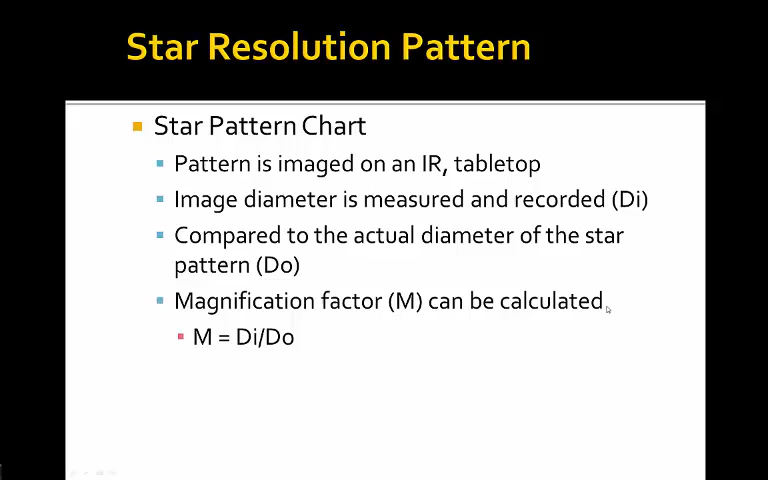 Star Resolution Pattern
Star Pattern Chart
Pattern is imaged on an IR, tabletop
Image diameter is measured and recorded (Di)
Compared to the actual diameter of the star
pattern (Do)
Magnification factor (M) can be calculated
M = Di/Do